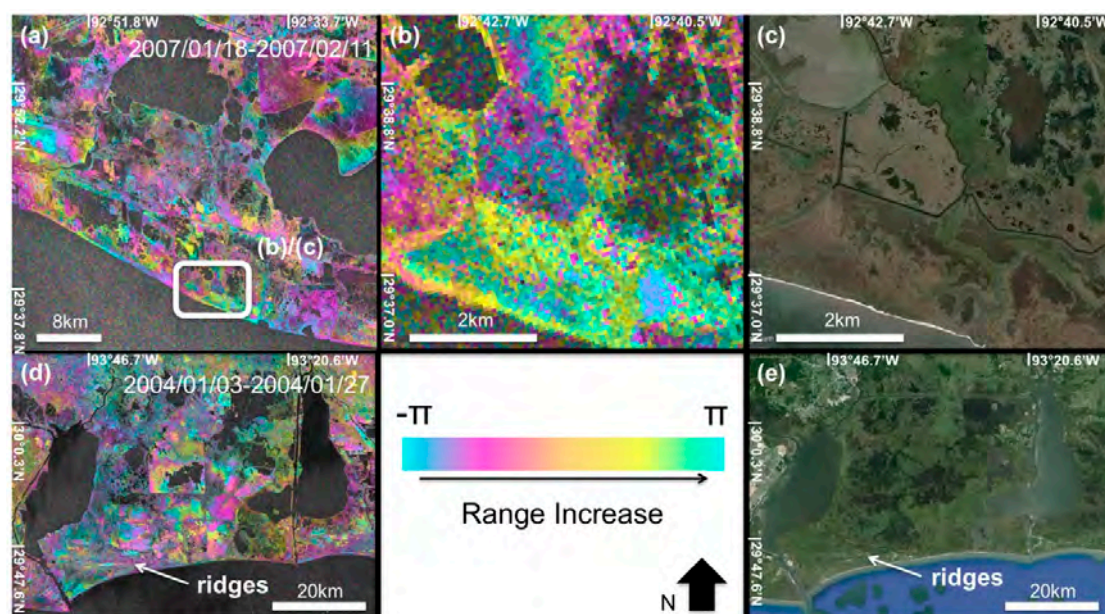 (a)
92°51.8'W
92°33.7'W
2007/01/18-2007/02/11
29°52.2'N
29°37.8'N
(b)/(c)
8km
(b)
92°42.7'W
92°40.5'W
29°38.8'N
29°37.0'N
2km
(c)
92°42.7'W
92°40.5'W
29°38.8'N
29°37.0'N
2km
(d)
93°46.7'W
93°20.6'W
2004/01/03-2004/01/27
30°0.3'N
29°47.6'N
ridges
20km
-π
π
Range Increase
N
(e)
93°46.7'W
93°20.6'W
30°0.3'N
29°47.6'N
ridges
20km